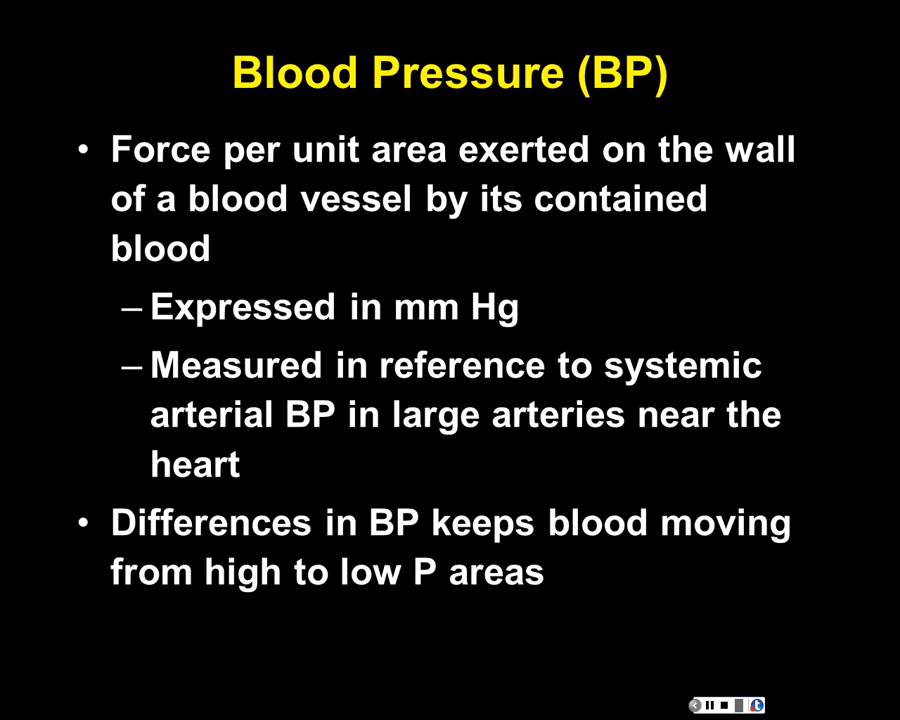 Blood Pressure (BP)
• Force per unit area exerted on the wall
of a blood vessel by its contained
blood
– Expressed in mm Hg
– Measured in reference to systemic
arterial BP in large arteries near the
heart
• Differences in BP keeps blood moving
from high to low P areas